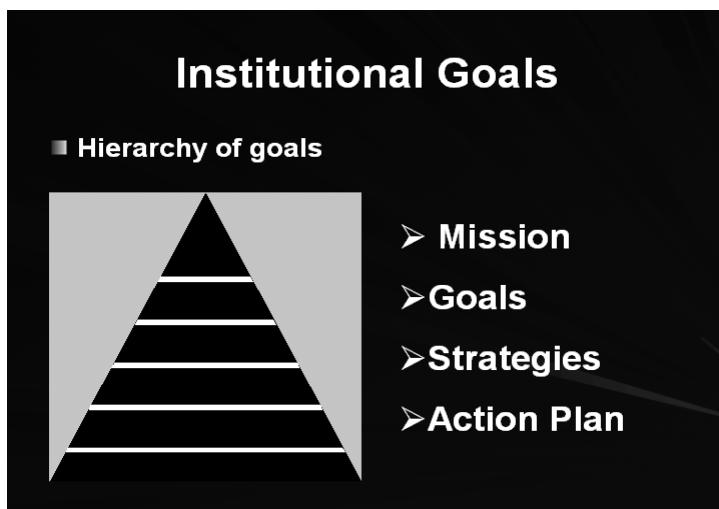 Institutional Goals
Hierarchy of goals
Mission
Goals
Strategies
Action Plan